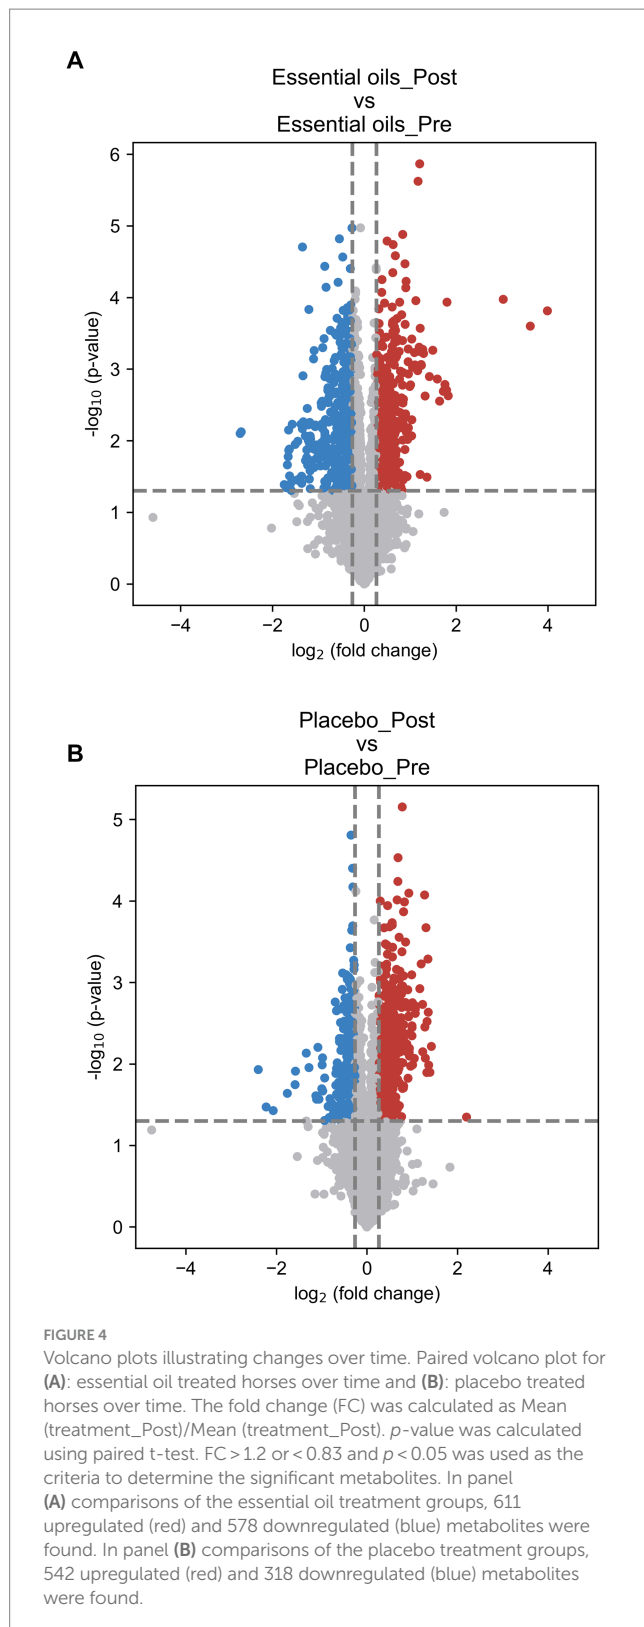 A
Essential oils_Post
vs
Essential oils_Pre
6
5
4
3
2
1
0
-log10 (p-value)
−4 −2 0 2 4
log2 (fold change)
B
Placebo_Post
vs
Placebo_Pre
5
4
3
2
1
0
-log10 (p-value)
−4 −2 0 2 4
log2 (fold change)
FIGURE 4
Volcano plots illustrating changes over time. Paired volcano plot for
(A): essential oil treated horses over time and (B): placebo treated
horses over time. The fold change (FC) was calculated as Mean
(treatment_Post)/Mean (treatment_Post). p-value was calculated
using paired t-test. FC > 1.2 or < 0.83 and p < 0.05 was used as the
criteria to determine the significant metabolites. In panel
(A) comparisons of the essential oil treatment groups, 611
upregulated (red) and 578 downregulated (blue) metabolites were
found. In panel (B) comparisons of the placebo treatment groups,
542 upregulated (red) and 318 downregulated (blue) metabolites
were found.